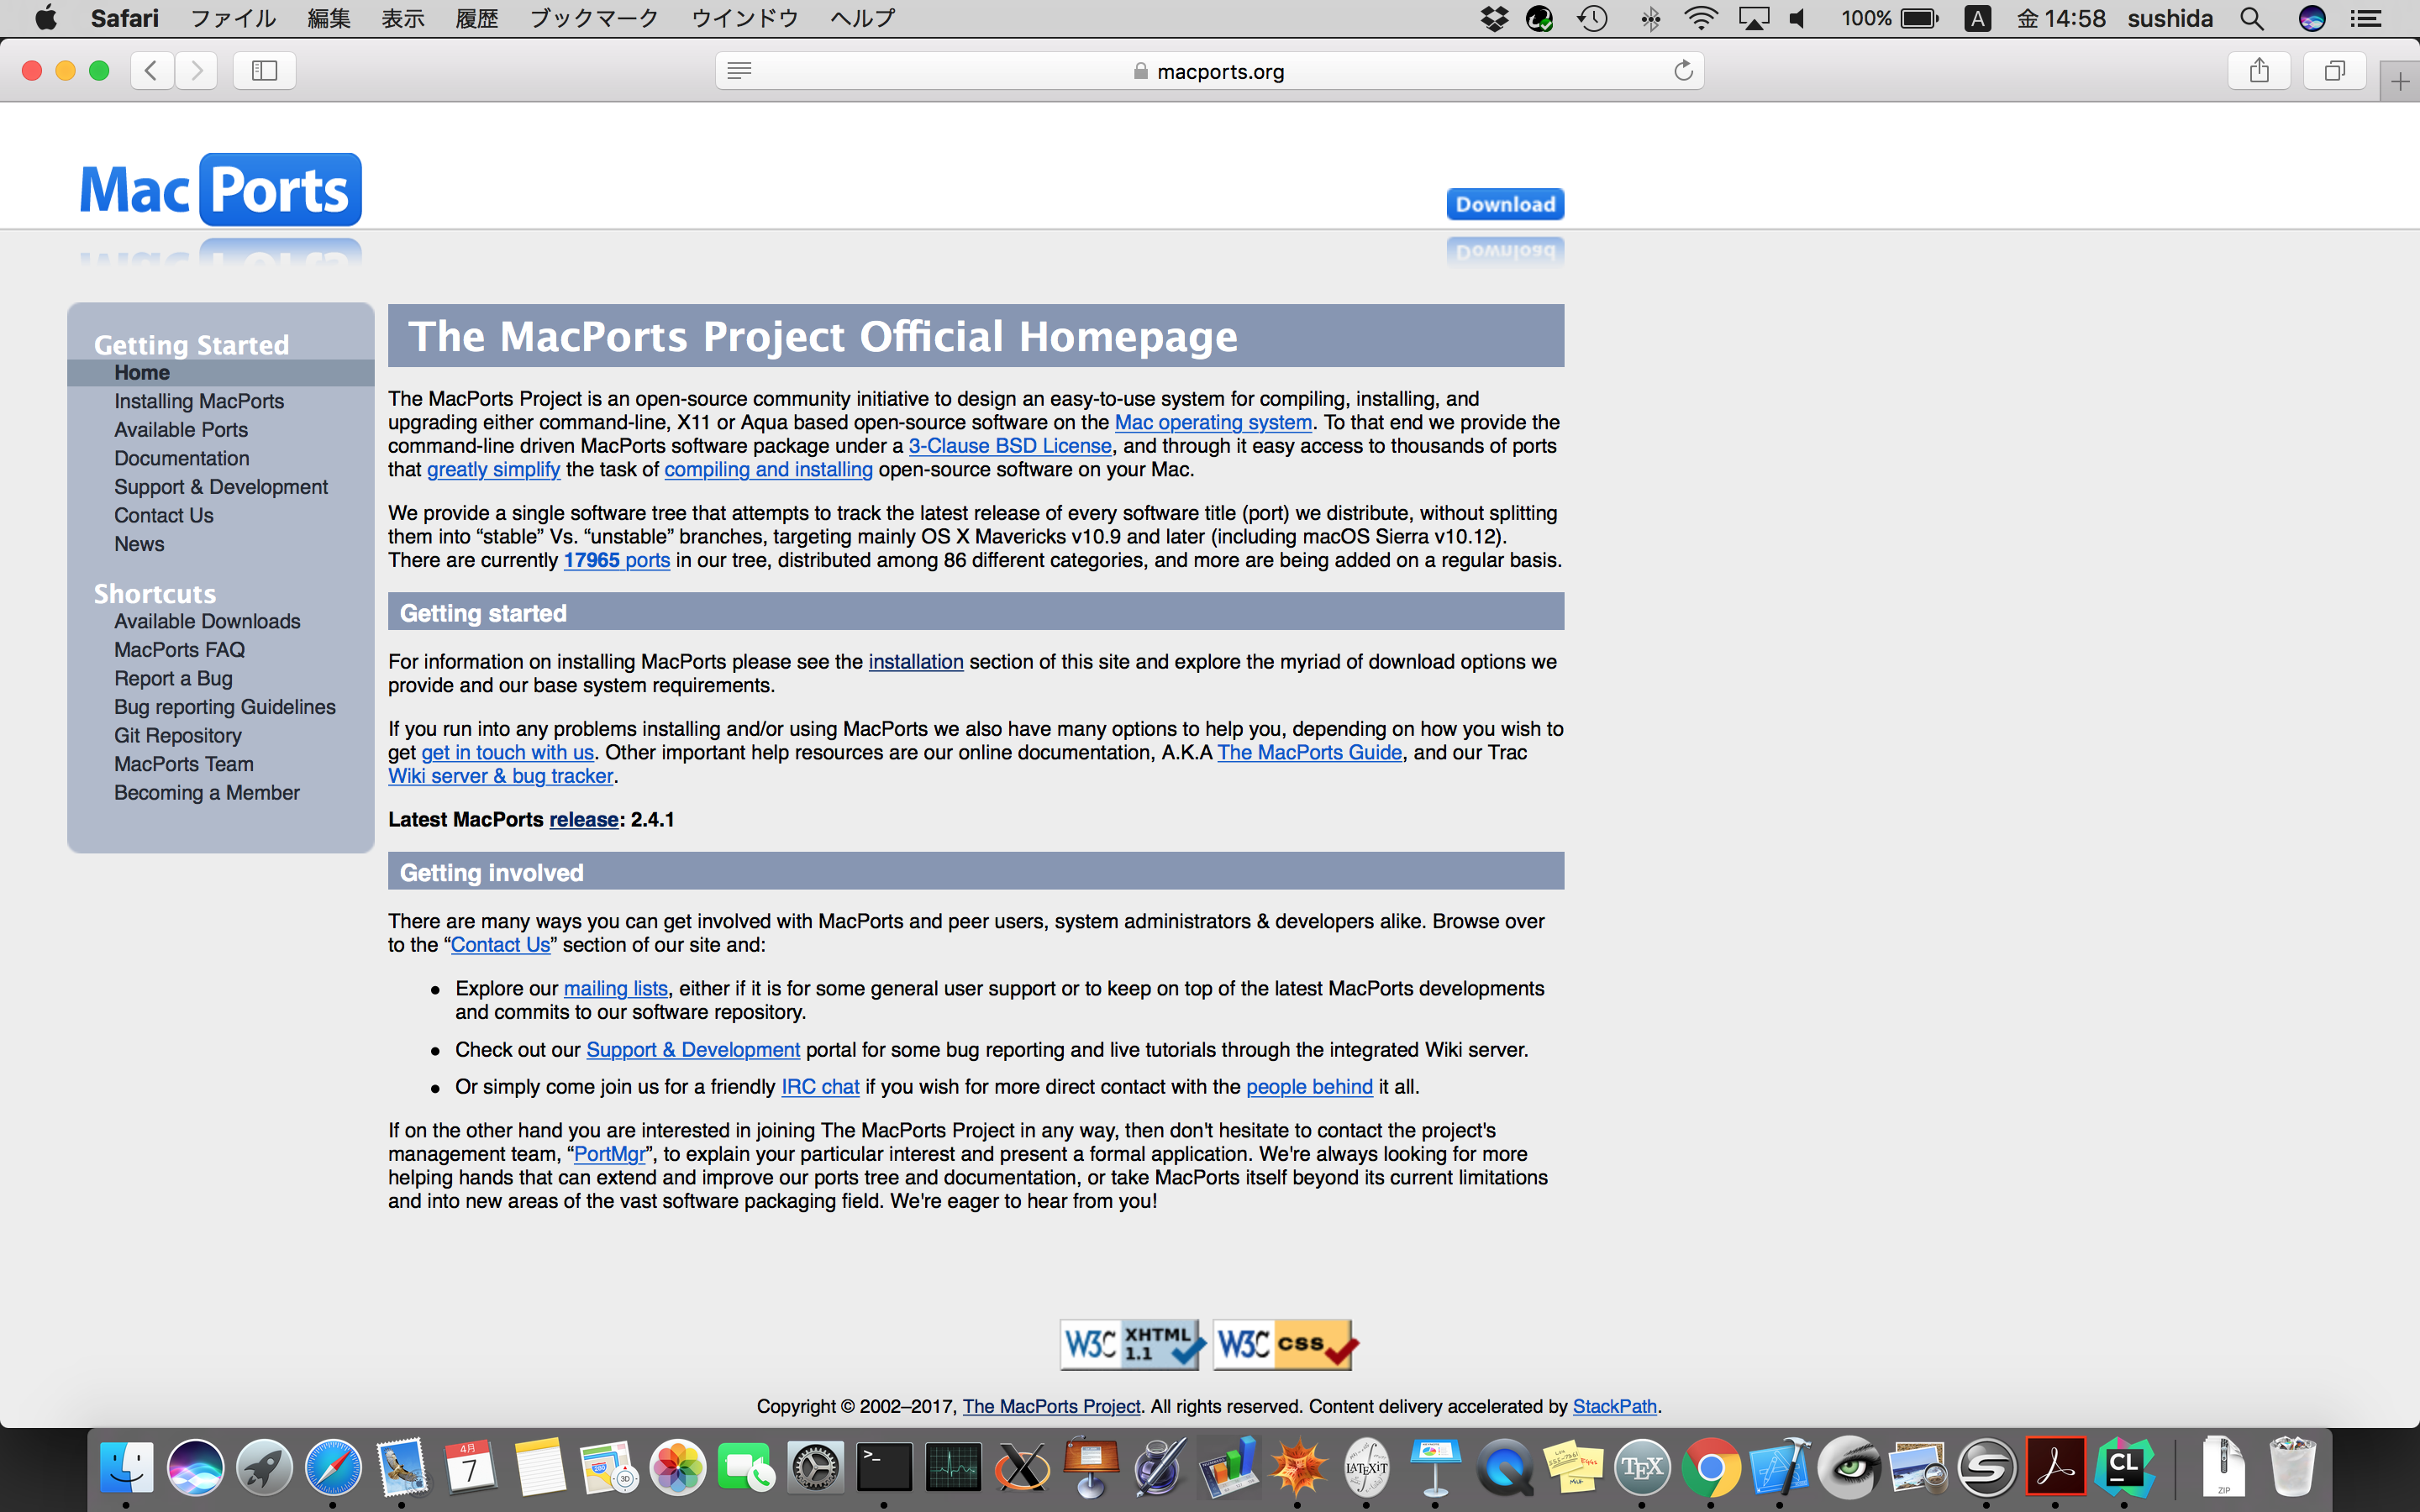 Safari ファイル 編集 表示 履歴 ブックマーク ウインドウ ヘルプ 100% A 金 14:58 sushida
macports.org
MacPorts
Download
Getting Started
Home
Installing MacPorts
Available Ports
Documentation
Support & Development
Contact Us
News
Shortcuts
Available Downloads
MacPorts FAQ
Report a Bug
Bug reporting Guidelines
Git Repository
MacPorts Team
Becoming a Member
The MacPorts Project Official Homepage
The MacPorts Project is an open-source community initiative to design an easy-to-use system for compiling, installing, and
upgrading either command-line, X11 or Aqua based open-source software on the Mac operating system. To that end we provide the
command-line driven MacPorts software package under a 3-Clause BSD License, and through it easy access to thousands of ports
that greatly simplify the task of compiling and installing open-source software on your Mac.
We provide a single software tree that attempts to track the latest release of every software title (port) we distribute, without splitting
them into “stable” Vs. “unstable” branches, targeting mainly OS X Mavericks v10.9 and later (including macOS Sierra v10.12).
There are currently 17965 ports in our tree, distributed among 86 different categories, and more are being added on a regular basis.
Getting started
For information on installing MacPorts please see the installation section of this site and explore the myriad of download options we
provide and our base system requirements.
If you run into any problems installing and/or using MacPorts we also have many options to help you, depending on how you wish to
get get in touch with us. Other important help resources are our online documentation, A.K.A The MacPorts Guide, and our Trac
Wiki server & bug tracker.
Latest MacPorts release: 2.4.1
Getting involved
There are many ways you can get involved with MacPorts and peer users, system administrators & developers alike. Browse over
to the “Contact Us” section of our site and:
• Explore our mailing lists, either if it is for some general user support or to keep on top of the latest MacPorts developments
and commits to our software repository.
• Check out our Support & Development portal for some bug reporting and live tutorials through the integrated Wiki server.
• Or simply come join us for a friendly IRC chat if you wish for more direct contact with the people behind it all.
If on the other hand you are interested in joining The MacPorts Project in any way, then don't hesitate to contact the project's
management team, “PortMgr”, to explain your particular interest and present a formal application. We're always looking for more
helping hands that can extend and improve our ports tree and documentation, or take MacPorts itself beyond its current limitations
and into new areas of the vast software packaging field. We're eager to hear from you!
W3C XHTML 1.1 W3C css
Copyright © 2002–2017, The MacPorts Project. All rights reserved. Content delivery accelerated by StackPath.
4月
7
3D
>_
LATEXiT
TEX
CL
ZIP